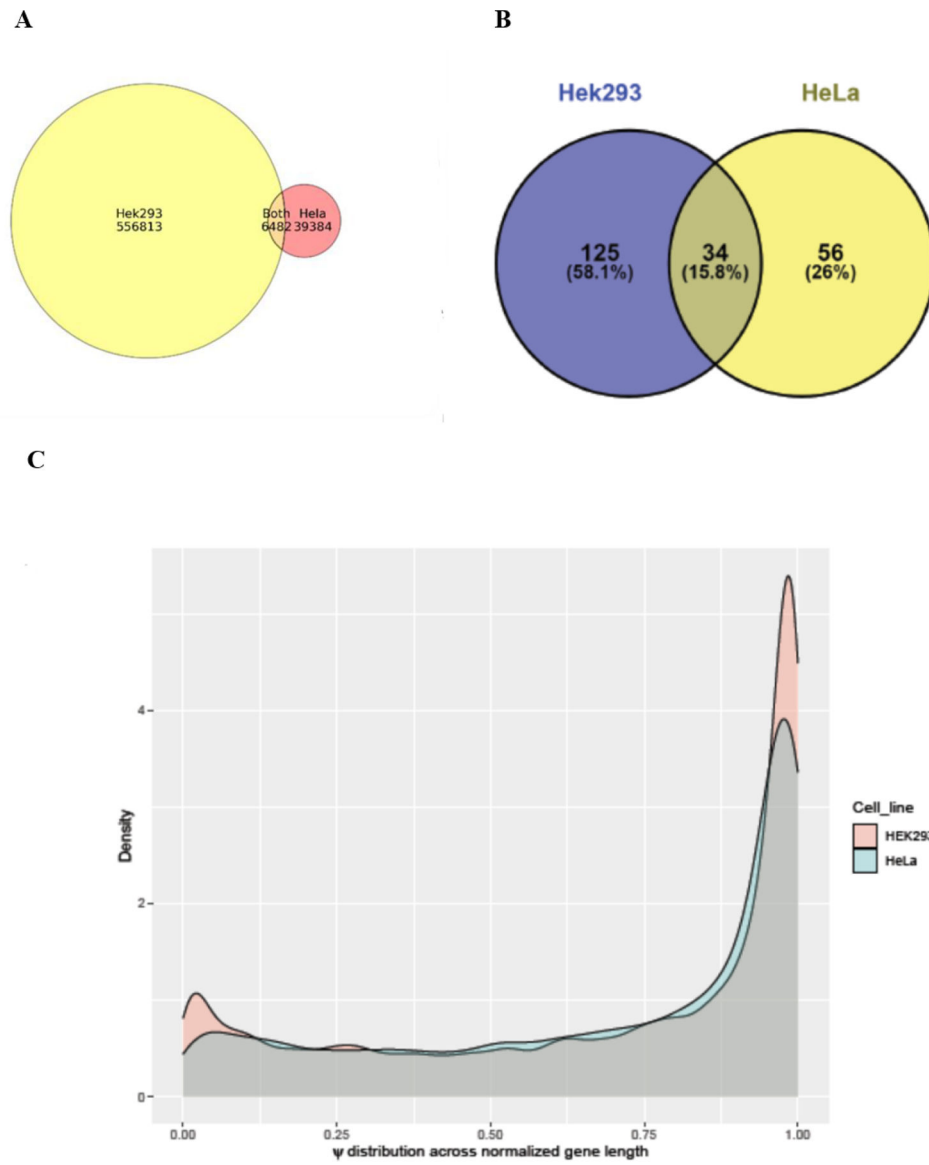 A
B
Hek293
HeLa
Hek293
556813
Both
6482
Hela
39384
125
(58.1%)
34
(15.8%)
56
(26%)
C
Density
4
2
0
0.00
0.25
0.50
0.75
1.00
ψ distribution across normalized gene length
Cell_line
HEK293
HeLa